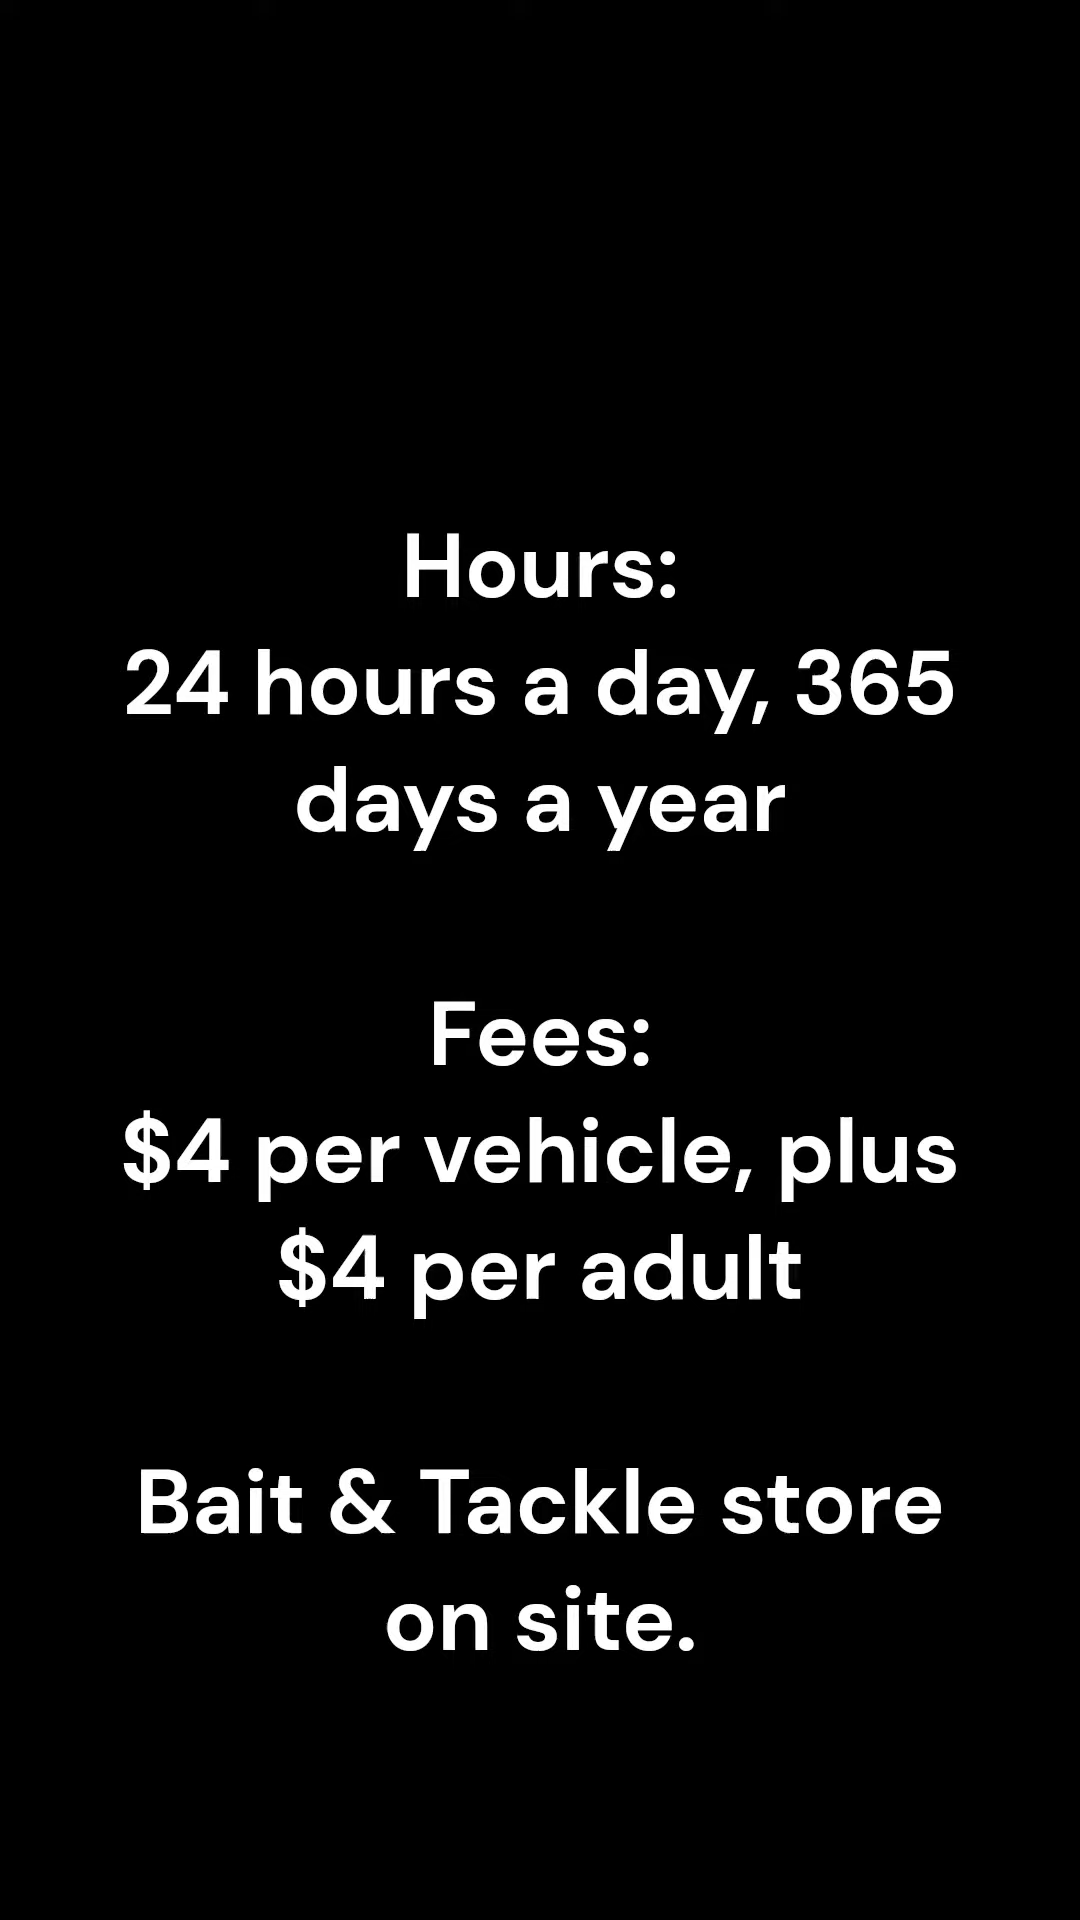 Hours:
24 hours a day, 365
days a year
Fees:
$4 per vehicle, plus
$4 per adult
Bait & Tackle store
on site.